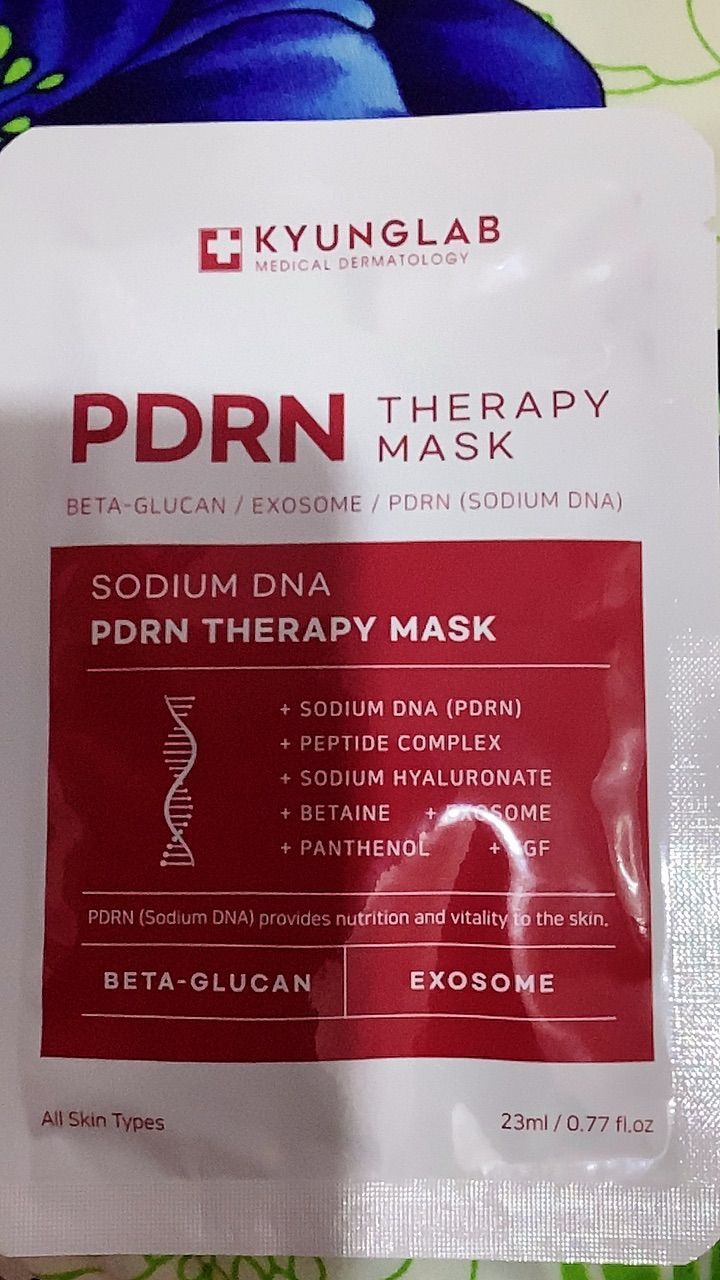 KYUNGLAB
MEDICAL DERMATOLOGY
PDRN THERAPY MASK
BETA-GLUCAN / EXOSOME / PDRN (SODIUM DNA)
SODIUM DNA
PDRN THERAPY MASK
+ SODIUM DNA (PDRN)
+ PEPTIDE COMPLEX
+ SODIUM HYALURONATE
+ BETAINE + EXOSOME
+ PANTHENOL +
PDRN (Sodium DNA) provides nutrition and vitality to the skin.
BETA-GLUCAN EXOSOME
All Skin Types 23ml / 0.77 fl.oz